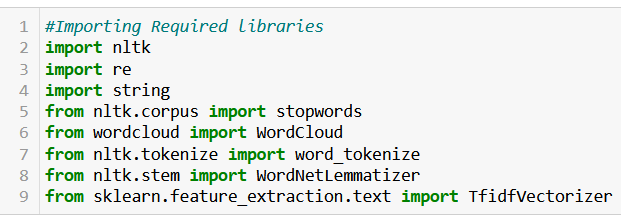 1 #Importing Required libraries
2 import nltk
3 import re
4 import string
5 from nltk.corpus import stopwords
6 from wordcloud import WordCloud
7 from nltk.tokenize import word_tokenize
8 from nltk.stem import WordNetLemmatizer
9 from sklearn.feature_extraction.text import TfidfVectorizer